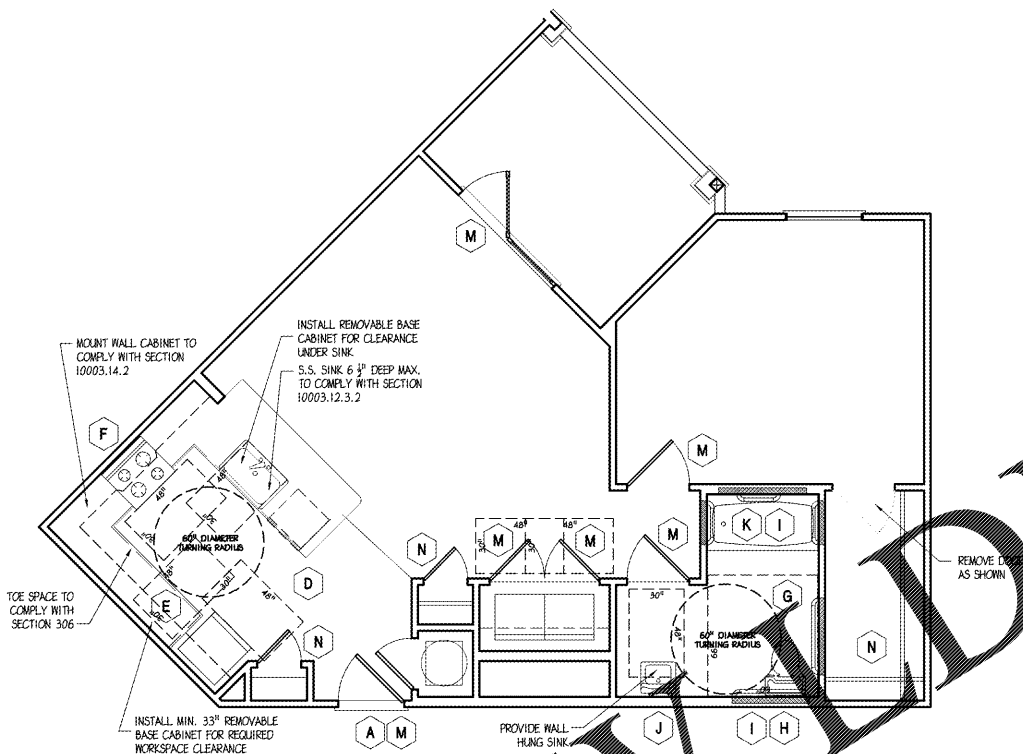 M
INSTALL REMOVABLE BASE
CABINET FOR CLEARANCE
UNDER SINK
MOUNT WALL CABINET TO
COMPLY WITH SECTION
10003.14.2
S.S. SINK 6 ½" DEEP MAX.
TO COMPLY WITH SECTION
10003.12.3.2
F
M
48"
48"
60" DIAMETER
TURNING RADIUS
48"
48"
30"
M
M
M
K
I
N
REMOVE
AS SHOWN
D
TOE SPACE TO
COMPLY WITH
SECTION 306
E
48"
30"
G
48"
60" DIAMETER
TURNING RADIUS
N
N
INSTALL MIN. 33" REMOVABLE
BASE CABINET FOR REQUIRED
WORKSPACE CLEARANCE
A
M
PROVIDE WALL
HUNG SINK
J
I
H